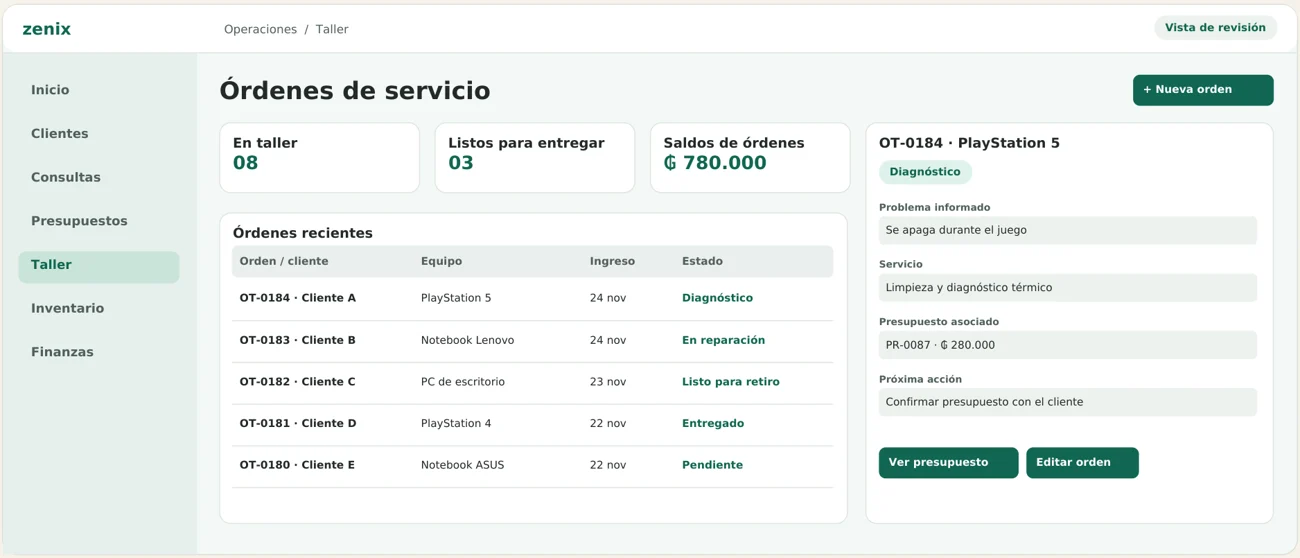 zenix
Operaciones / Taller
Vista de revisión
Inicio
Clientes
Consultas
Presupuestos
Taller
Inventario
Finanzas
Órdenes de servicio
+ Nueva orden
En taller
08
Listos para entregar
03
Saldos de órdenes
₲ 780.000
Órdenes recientes
Orden / cliente Equipo Ingreso Estado
OT-0184 · Cliente A PlayStation 5 24 nov Diagnóstico
OT-0183 · Cliente B Notebook Lenovo 24 nov En reparación
OT-0182 · Cliente C PC de escritorio 23 nov Listo para retiro
OT-0181 · Cliente D PlayStation 4 22 nov Entregado
OT-0180 · Cliente E Notebook ASUS 22 nov Pendiente
OT-0184 · PlayStation 5
Diagnóstico
Problema informado
Se apaga durante el juego
Servicio
Limpieza y diagnóstico térmico
Presupuesto asociado
PR-0087 · ₲ 280.000
Próxima acción
Confirmar presupuesto con el cliente
Ver presupuesto
Editar orden